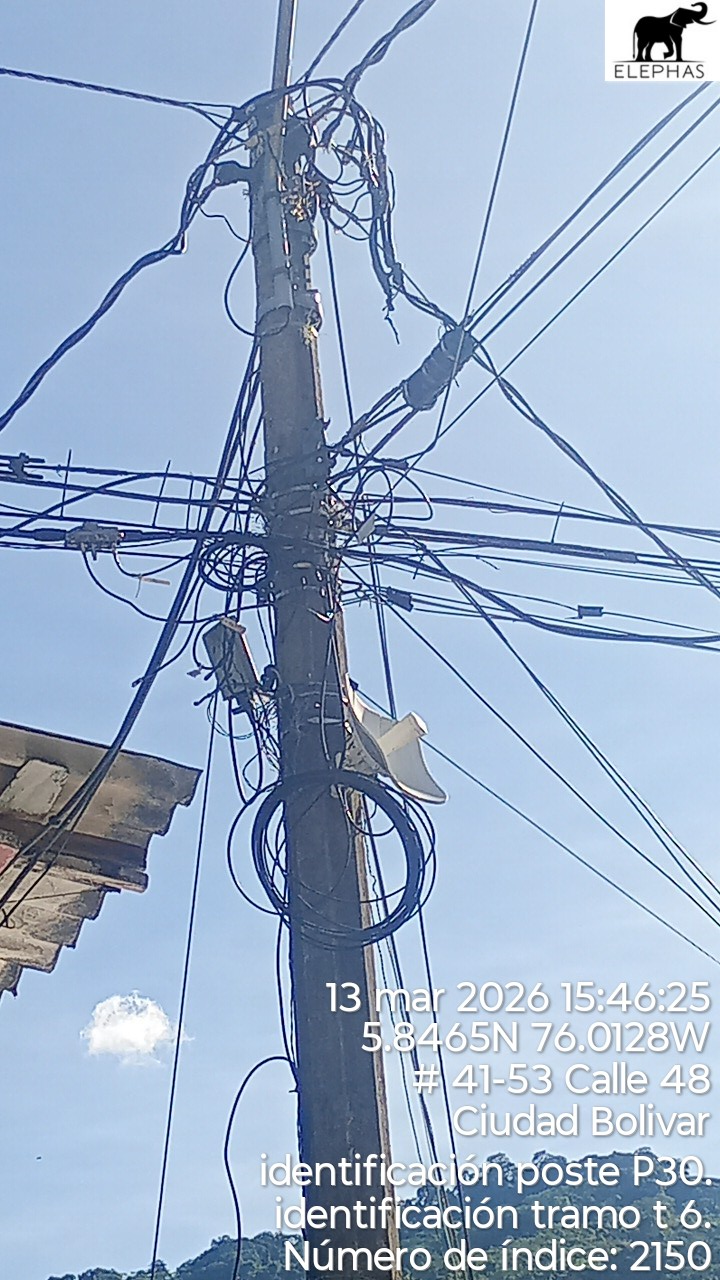 ELEPHAS
13 mar 2026 15:46:25
5.8465N 76.0128W
# 41-53 Calle 48
Ciudad Bolivar
identificación poste P30.
identificación tramo t 6.
Número de índice: 2150